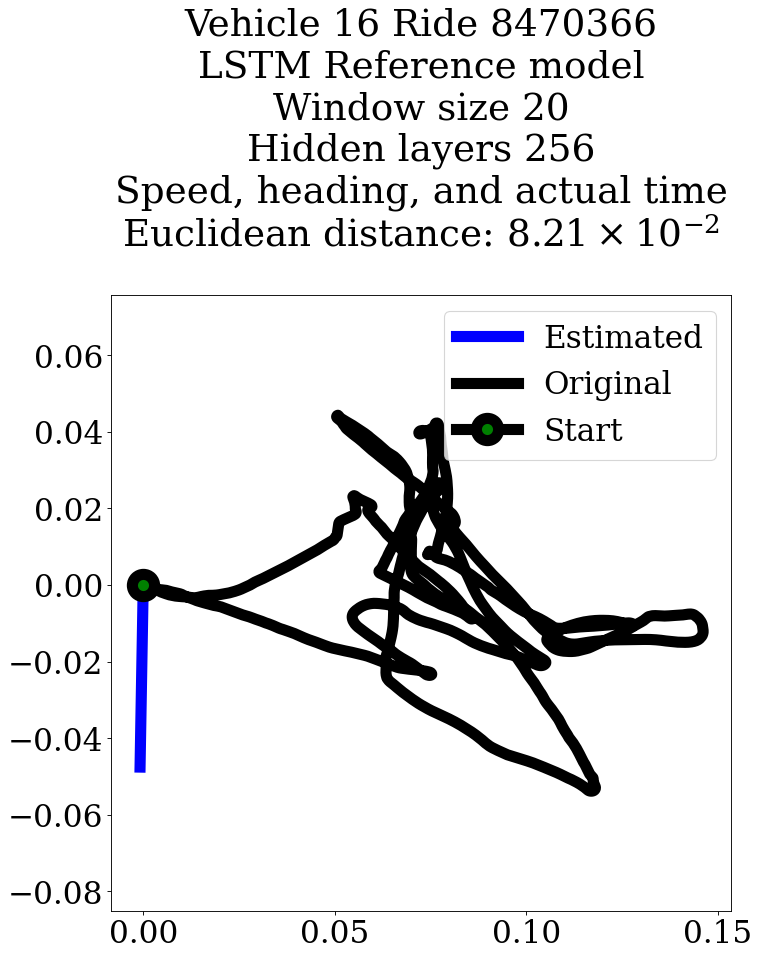 Vehicle 16 Ride 8470366
LSTM Reference model
Window size 20
Hidden layers 256
Speed, heading, and actual time
Euclidean distance: 8.21 × 10⁻²
Estimated
Original
Start
0.06
0.04
0.02
0.00
−0.02
−0.04
−0.06
−0.08
0.00 0.05 0.10 0.15